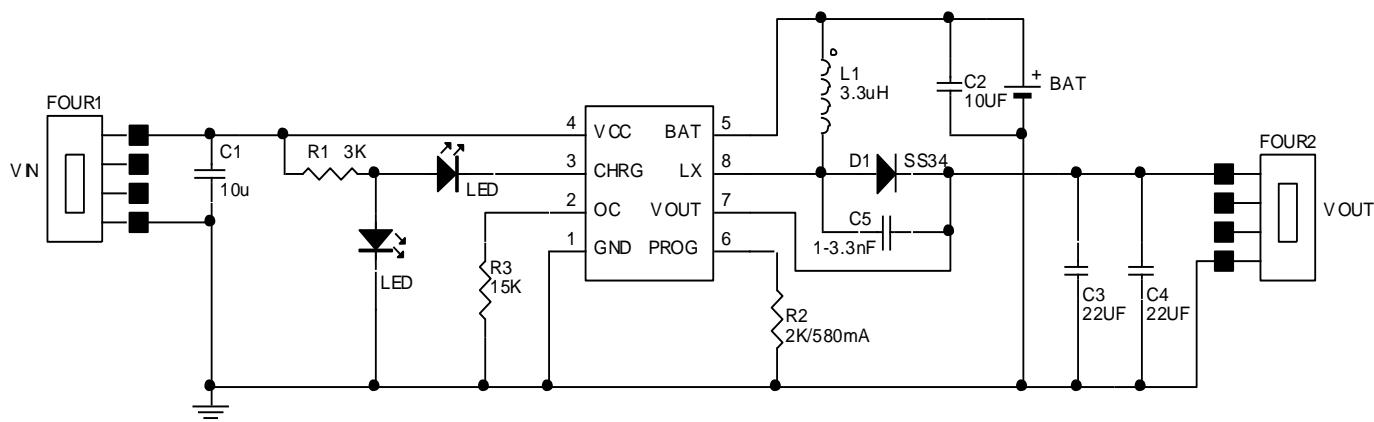 FOUR1
VIN
C1
10u
R1 3K
LED
LED
R3
15K
4 VCC BAT 5
3 CHRG LX 8
2 OC VOUT 7
1 GND PROG 6
L1
3.3uH
C2
10UF
+ BAT
D1 SS34
C5
1-3.3nF
R2
2K/580mA
C3
22UF
C4
22UF
FOUR2
VOUT